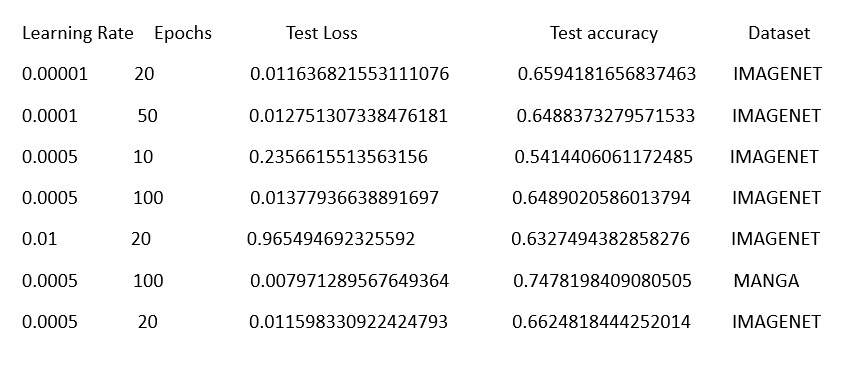 Learning Rate Epochs Test Loss Test accuracy Dataset
0.00001 20 0.011636821553111076 0.6594181656837463 IMAGENET
0.0001 50 0.012751307338476181 0.6488373279571533 IMAGENET
0.0005 10 0.2356615513563156 0.5414406061172485 IMAGENET
0.0005 100 0.01377936638891697 0.6489020586013794 IMAGENET
0.01 20 0.965494692325592 0.6327494382858276 IMAGENET
0.0005 100 0.007971289567649364 0.7478198409080505 MANGA
0.0005 20 0.011598330922424793 0.6624818444252014 IMAGENET